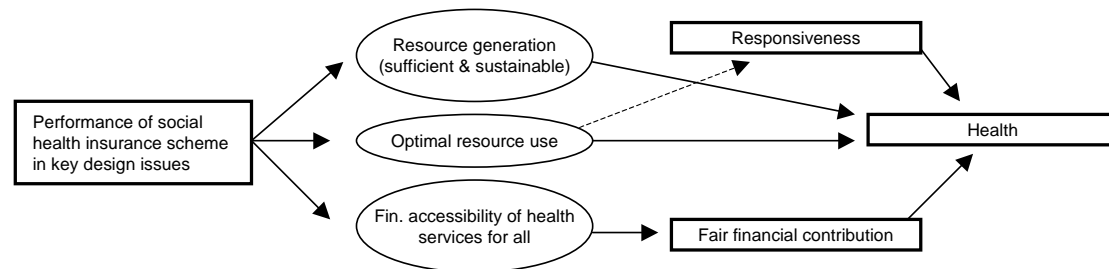 Performance of social
health insurance scheme
in key design issues
Resource generation
(sufficient & sustainable)
Optimal resource use
Fin. accessibility of health
services for all
Responsiveness
Health
Fair financial contribution